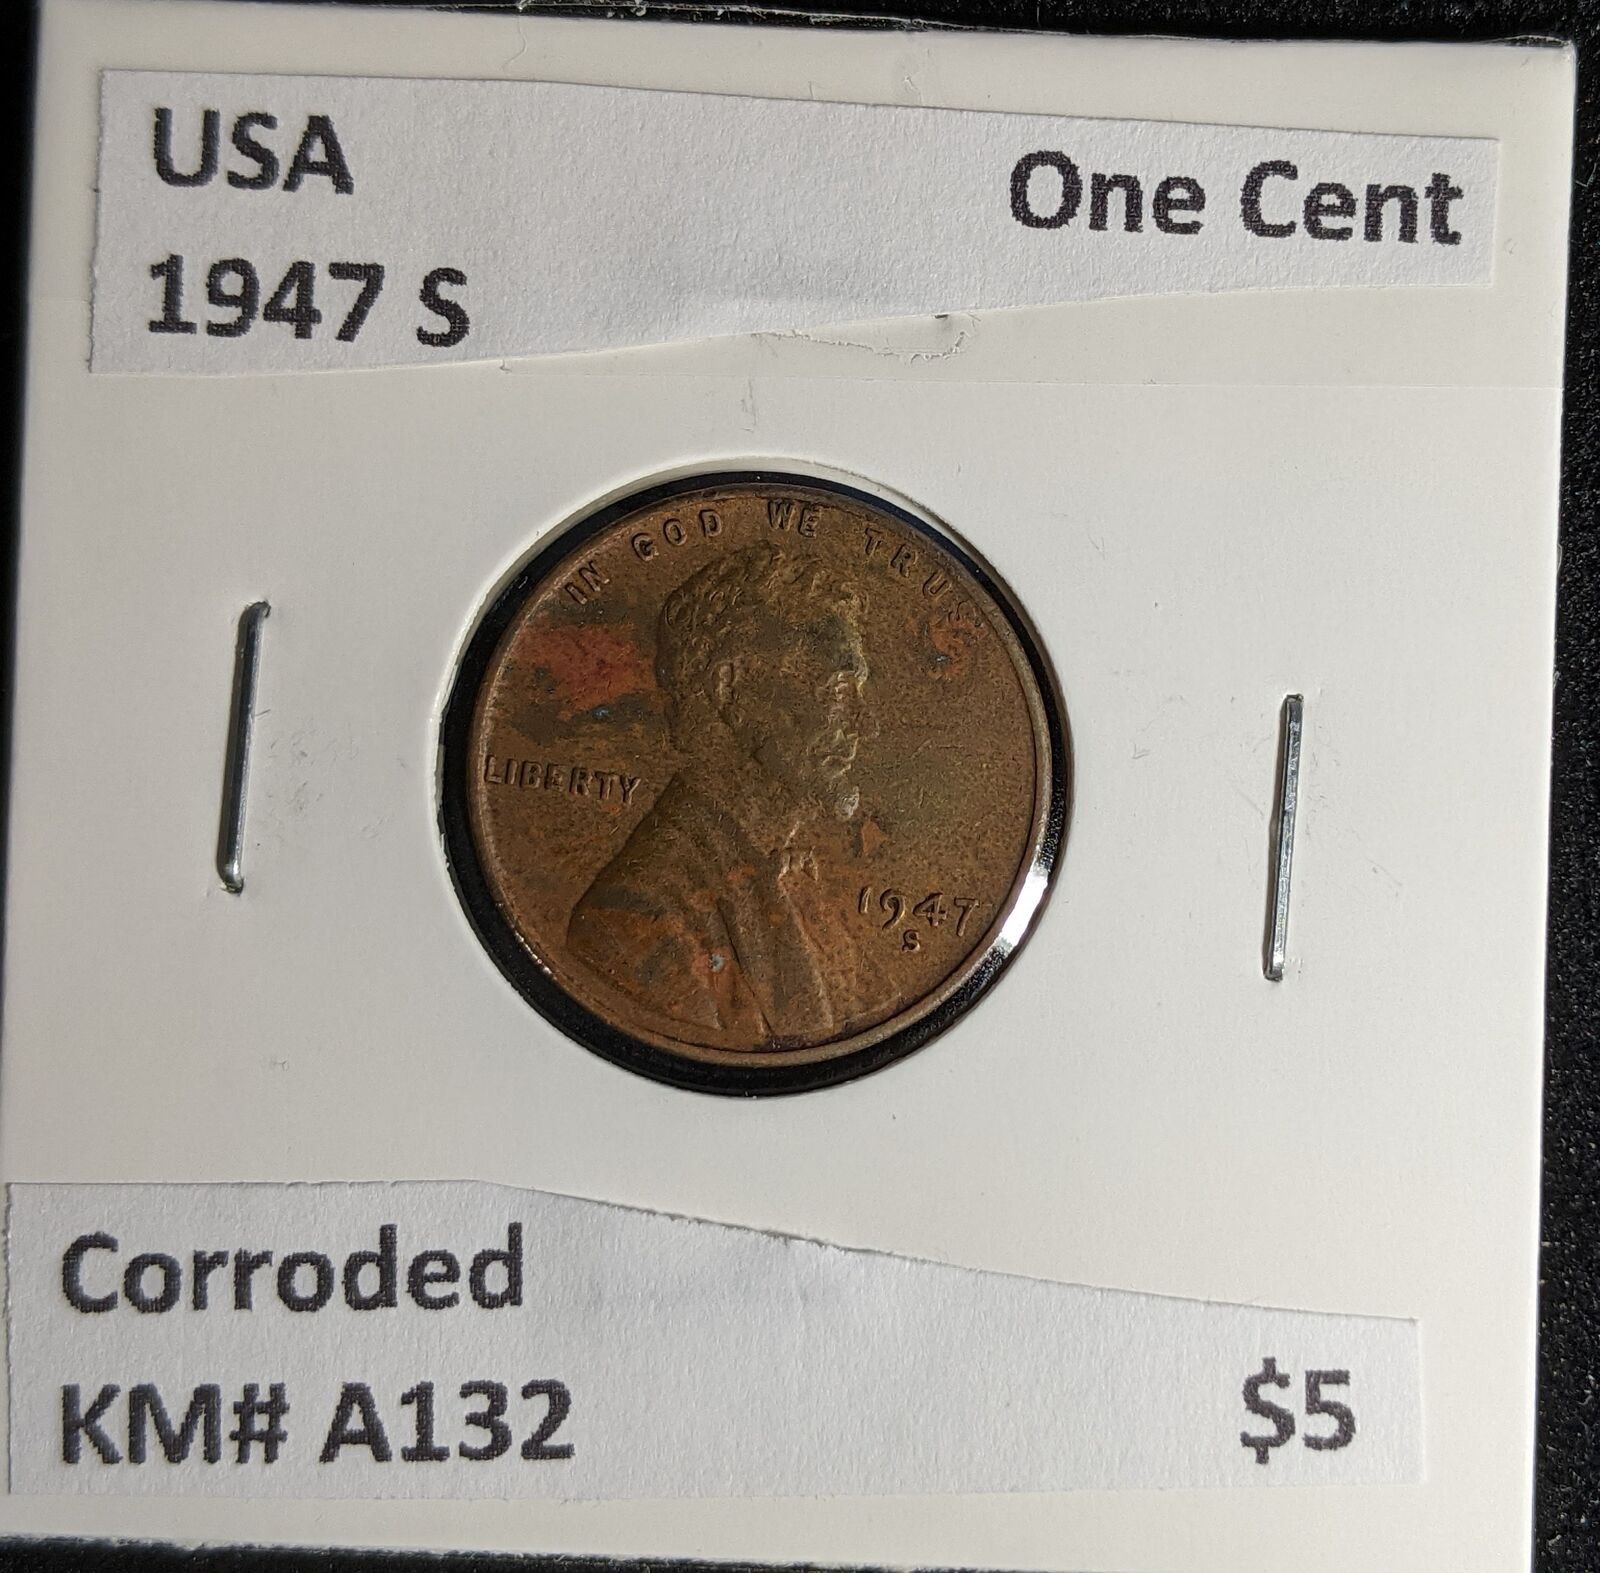 USA
One Cent
1947 S
IN GOD WE TRUST
LIBERTY
1947
S
Corroded
KM# A132
$5